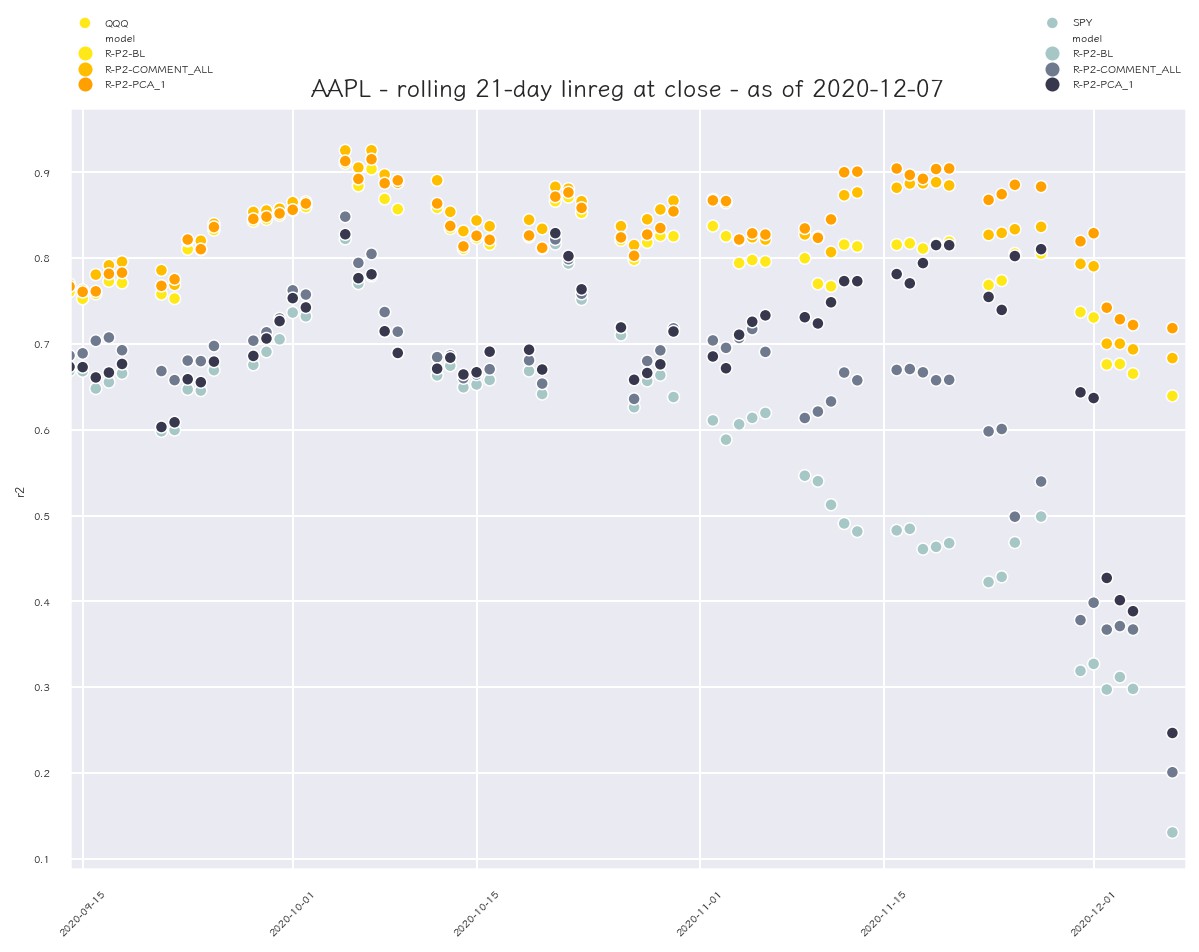 QQQ
model
R-P2-BL
R-P2-COMMENT_ALL
R-P2-PCA_1
SPY
model
R-P2-BL
R-P2-COMMENT_ALL
R-P2-PCA_1
AAPL - rolling 21-day linreg at close - as of 2020-12-07
0.9
0.8
0.7
0.6
0.5
0.4
0.3
0.2
0.1
r2
2020-09-15
2020-10-01
2020-10-15
2020-11-01
2020-11-15
2020-12-01